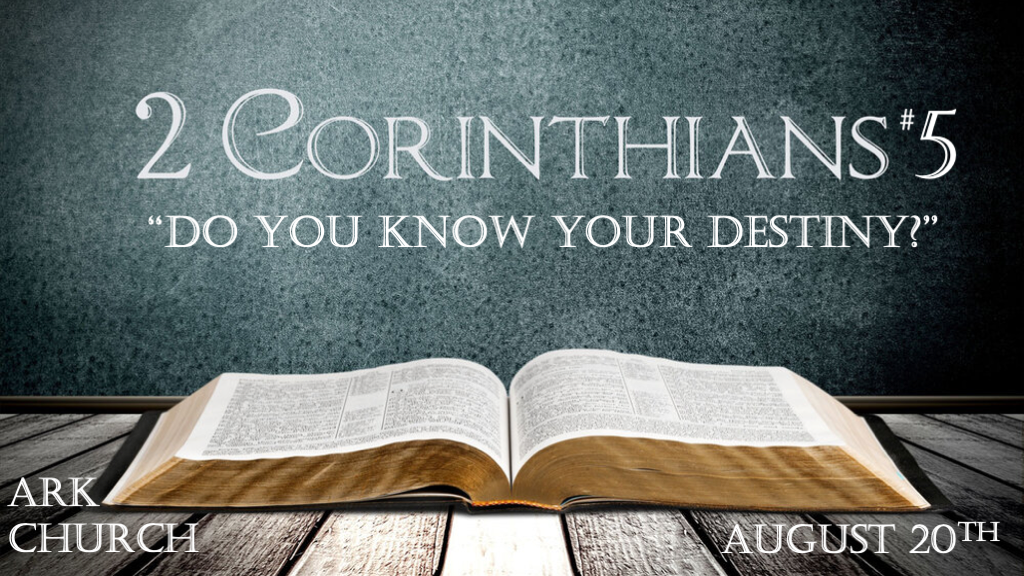 2 CORINTHIANS #5
“DO YOU KNOW YOUR DESTINY?”
ARK
CHURCH
AUGUST 20TH